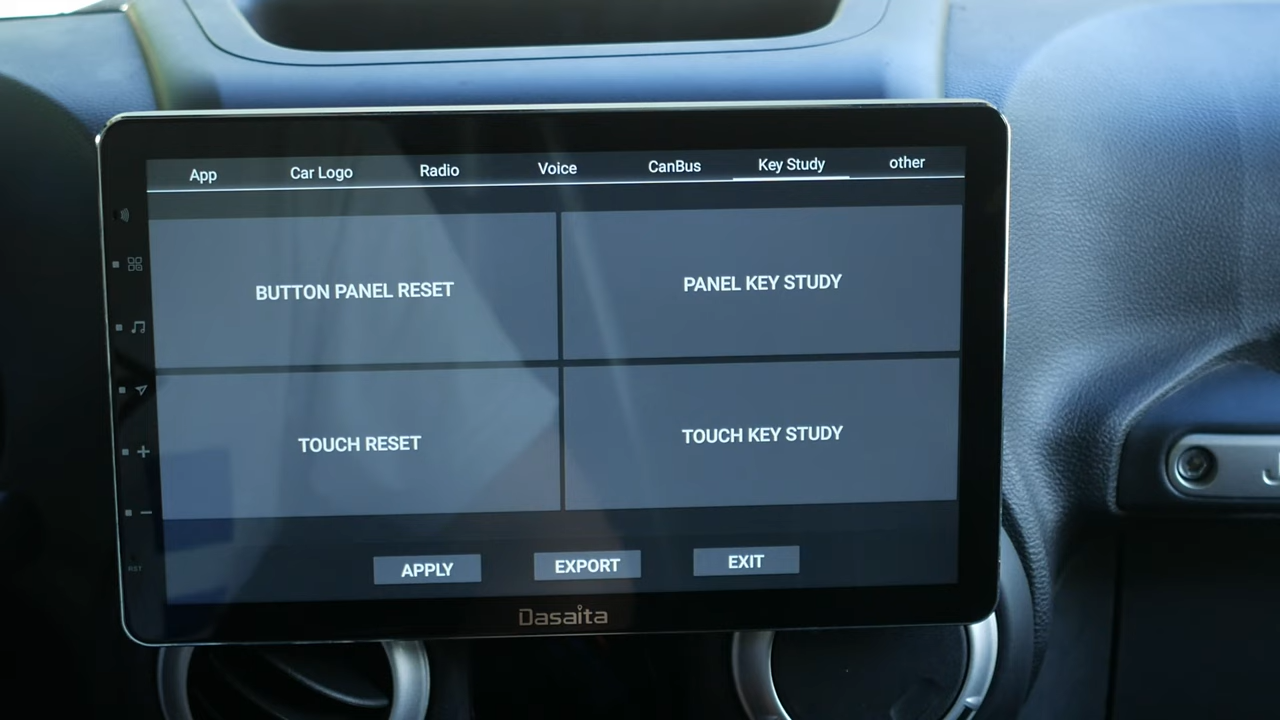 App Car Logo Radio Voice CanBus Key Study other
BUTTON PANEL RESET
PANEL KEY STUDY
TOUCH RESET
TOUCH KEY STUDY
RST
APPLY EXPORT EXIT
Dasaita
J